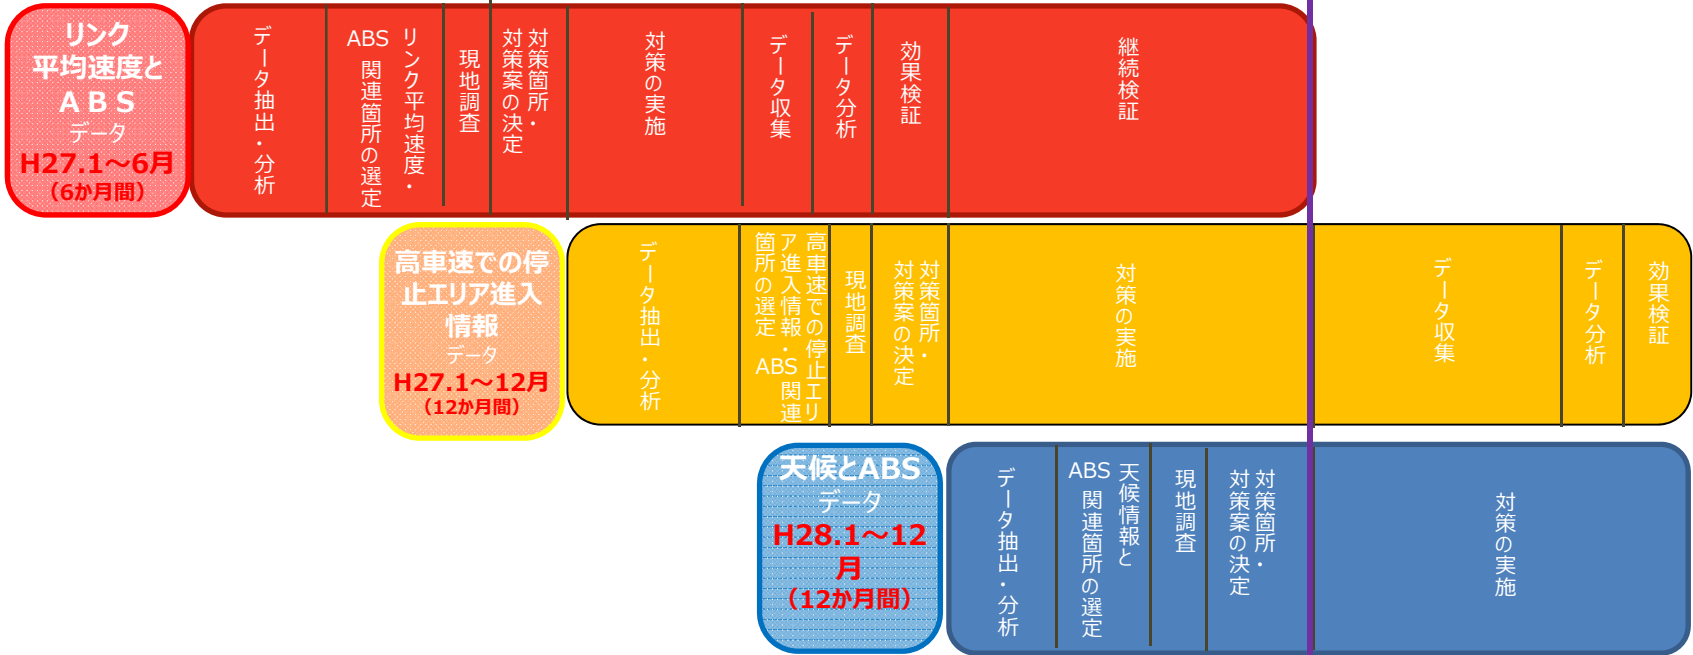 リンク
平均速度と
ＡＢＳ
データ
H27.1～6月
（6か月間）
データ抽出・分析
リンク平均速度・
ABS関連箇所の選定
現地調査
対策箇所・
対策案の決定
対策の実施
データ収集
データ分析
効果検証
継続検証
高車速での停
止エリア進入
情報
データ
H27.1～12月
（12か月間）
データ抽出・分析
高車速での停止エリ
ア進入情報・ABS関連
箇所の選定
現地調査
対策箇所・
対策案の決定
対策の実施
データ収集
データ分析
効果検証
天候とABS
データ
H28.1～12
月
（12か月間）
データ抽出・分析
天候情報と
ABS関連箇所の選定
現地調査
対策箇所・
対策案の決定
対策の実施